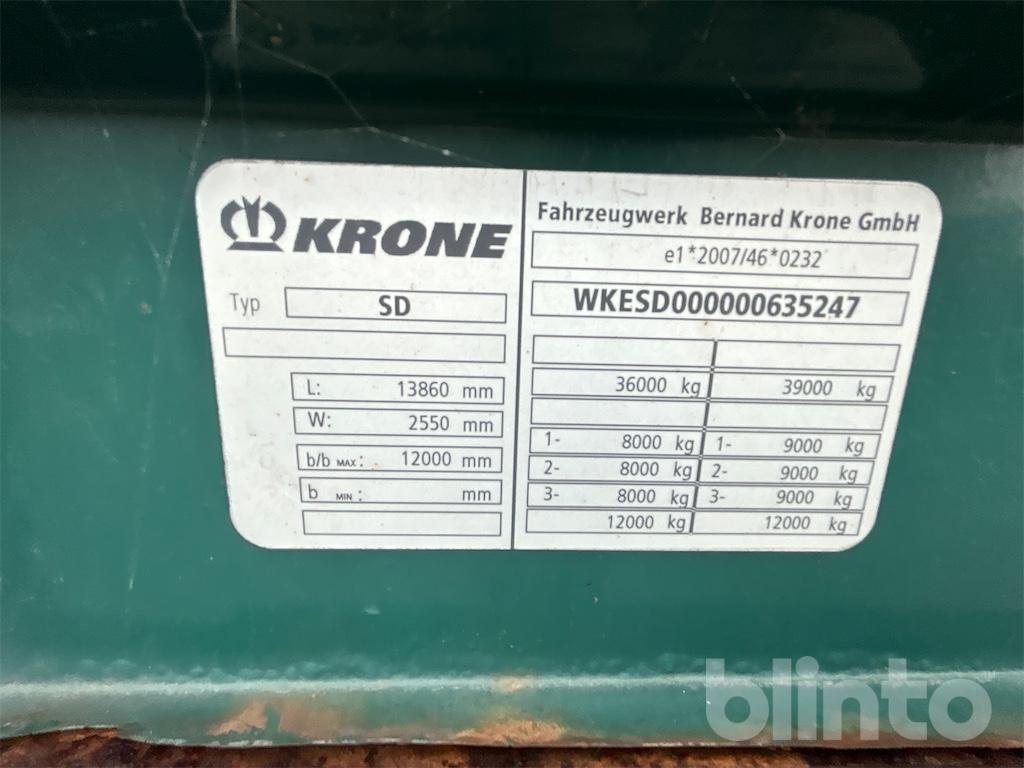 KRONE
Typ SD
L: 13860 mm
W: 2550 mm
b/b MAX: 12000 mm
b MIN: mm
Fahrzeugwerk Bernard Krone GmbH
e1*2007/46*0232
WKESD000000635247
36000 kg 39000 kg
1- 8000 kg 1- 9000 kg
2- 8000 kg 2- 9000 kg
3- 8000 kg 3- 9000 kg
12000 kg 12000 kg
blinto